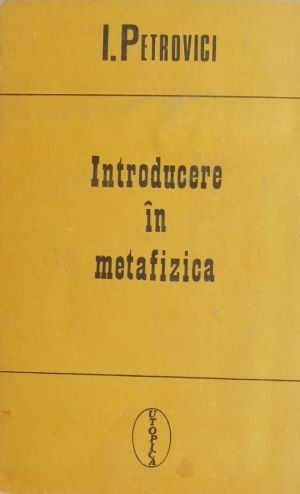 I. PETROVICI
Introducere
în
metafizica
UTOPICA